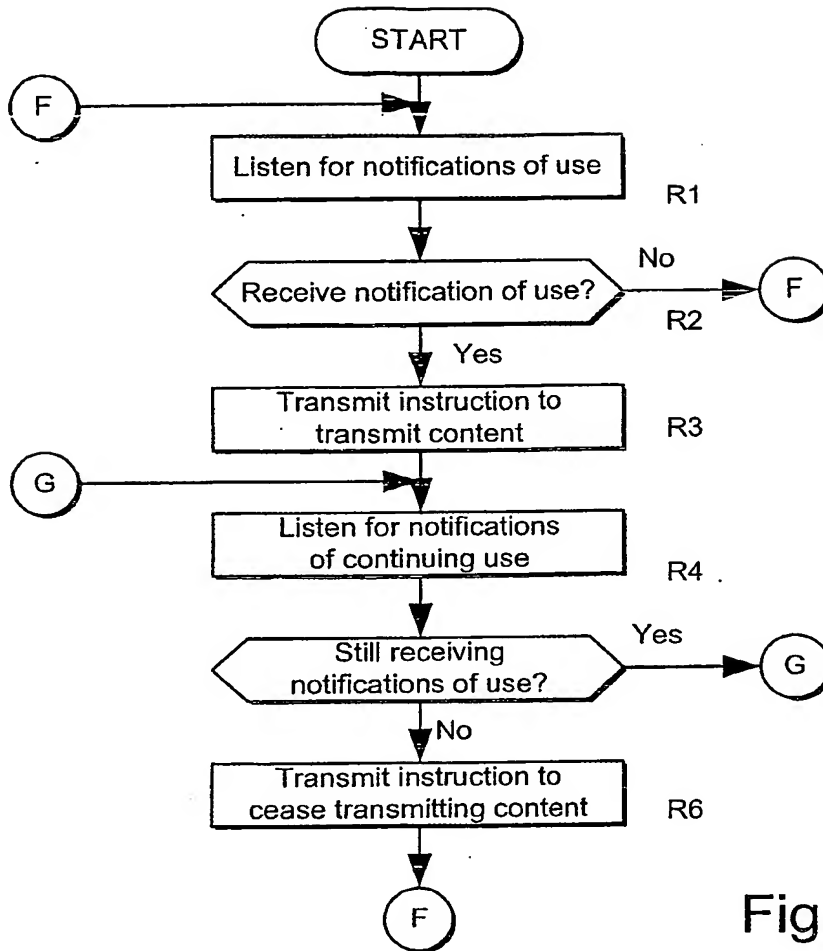 START
F
Listen for notifications of use
R1
No
Receive notification of use?
F
R2
Yes
Transmit instruction to
transmit content
R3
G
Listen for notifications
of continuing use
R4
Yes
Still receiving
notifications of use?
G
No
Transmit instruction to
cease transmitting content
R6
F
Fig